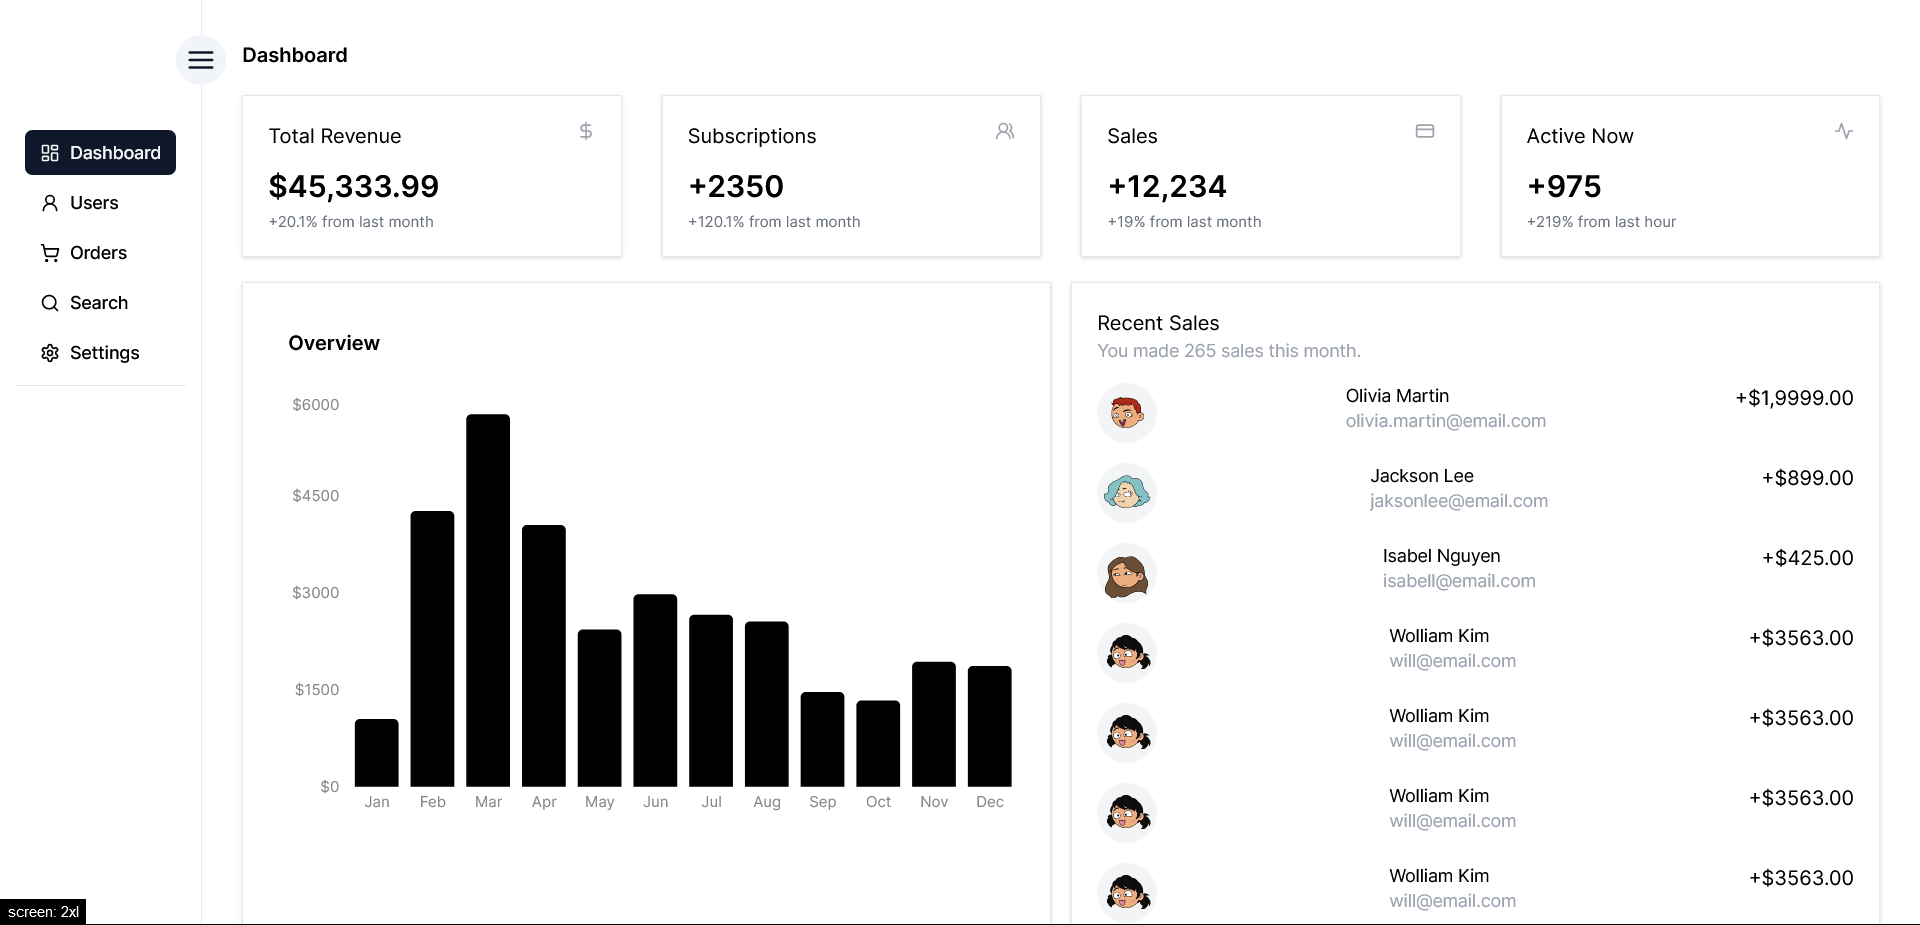 Dashboard
Dashboard
Users
Orders
Search
Settings
Total Revenue
$45,333.99
+20.1% from last month
Subscriptions
+2350
+120.1% from last month
Sales
+12,234
+19% from last month
Active Now
+975
+219% from last hour
Overview
$6000
$4500
$3000
$1500
$0
Jan Feb Mar Apr May Jun Jul Aug Sep Oct Nov Dec
Recent Sales
You made 265 sales this month.
Olivia Martin +$1,9999.00
olivia.martin@email.com
Jackson Lee +$899.00
jaksonlee@email.com
Isabel Nguyen +$425.00
isabell@email.com
Wolliam Kim +$3563.00
will@email.com
Wolliam Kim +$3563.00
will@email.com
Wolliam Kim +$3563.00
will@email.com
Wolliam Kim +$3563.00
will@email.com
screen: 2xl